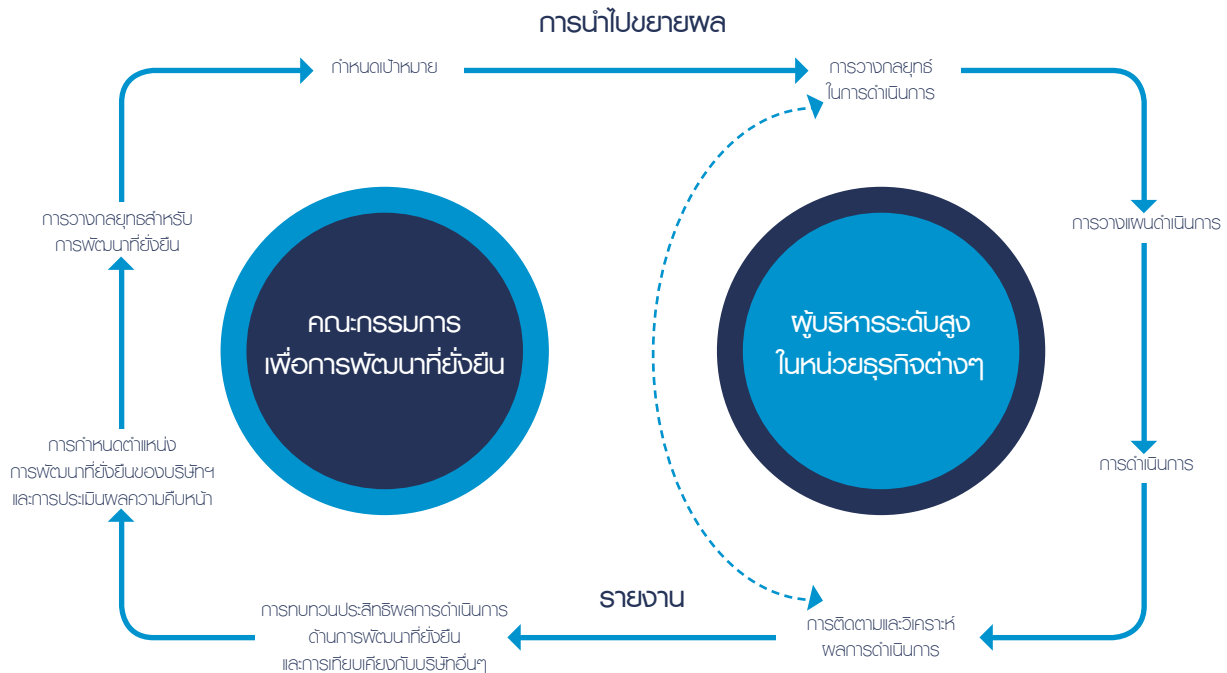 การนำไปขยายผล
กำหนดเป้าหมาย
การวางกลยุทธ์
ในการดำเนินการ
การวางกลยุทธสำหรับ
การพัฒนาที่ยั่งยืน
การวางแผนดำเนินการ
คณะกรรมการ
เพื่อการพัฒนาที่ยั่งยืน
ผู้บริหารระดับสูง
ในหน่วยธุรกิจต่างๆ
การกำหนดตำแหน่ง
การพัฒนาที่ยั่งยืนของบริษัทฯ
และการประเมินผลความคืบหน้า
การดำเนินการ
รายงาน
การทบทวนประสิทธิผลการดำเนินการ
ด้านการพัฒนาที่ยั่งยืน
และการเทียบเคียงกับบริษัทอื่นๆ
การติดตามและวิเคราะห์
ผลการดำเนินการ